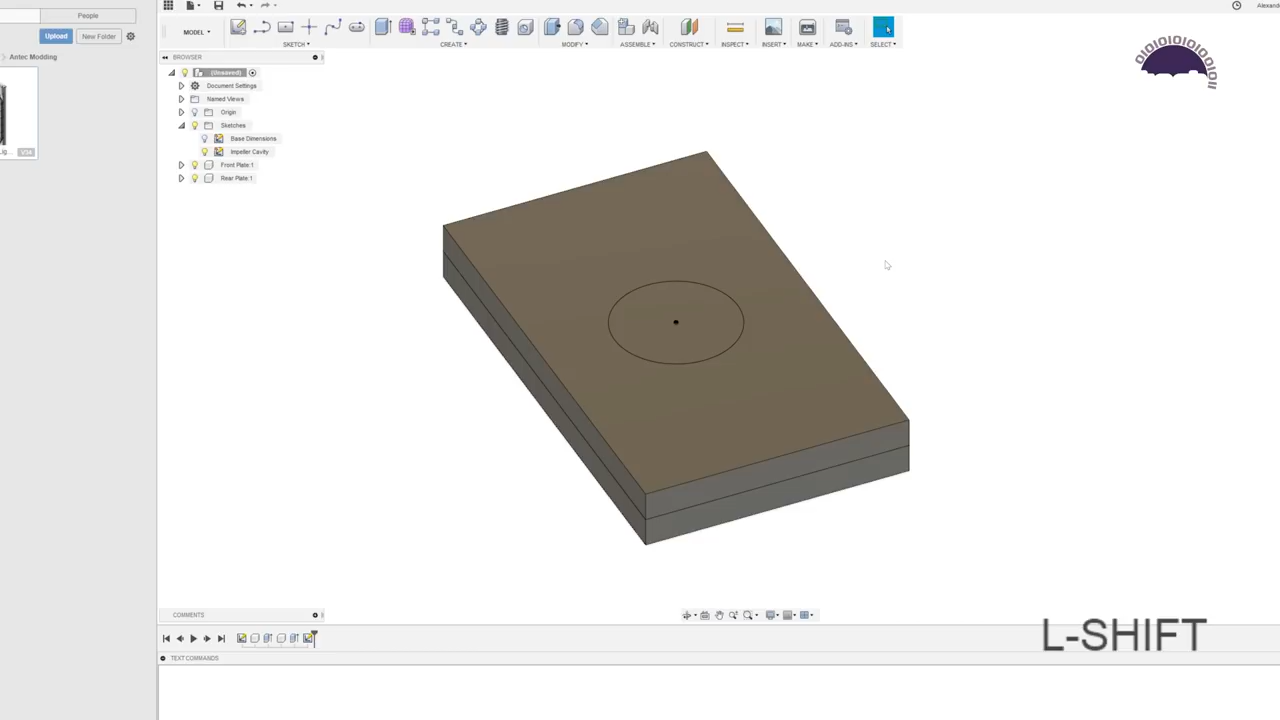 People
Upload
New Folder
Antec Modding
V34
MODEL
SKETCH
CREATE
MODIFY
ASSEMBLE
CONSTRUCT
INSPECT
INSERT
MAKE
ADD-INS
SELECT
BROWSER
(Unsaved)
Document Settings
Named Views
Origin
Sketches
Base Dimensions
Impeller Cavity
Front Plate:1
Rear Plate:1
COMMENTS
TEXT COMMANDS
L-SHIFT